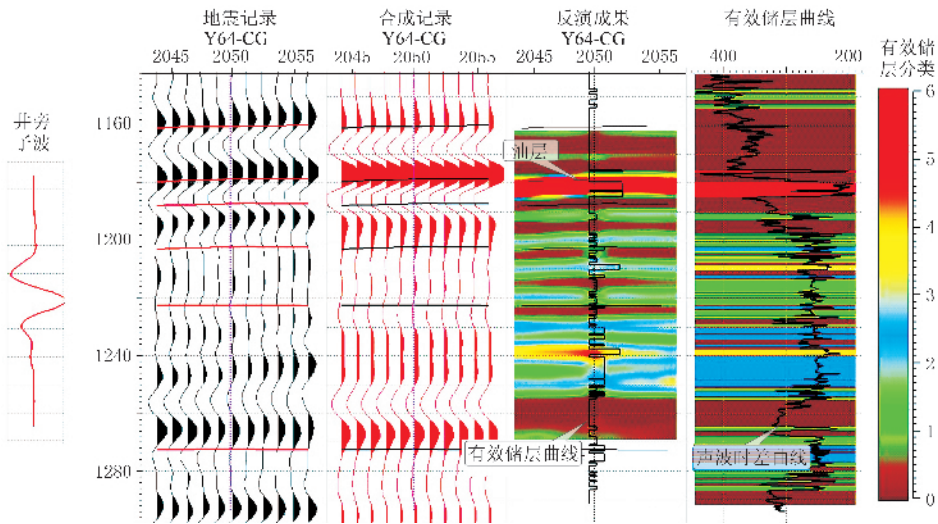 地震记录
Y64-CG
2045 2050 2055
合成记录
Y64-CG
2045 2050 2055
反演成果
Y64-CG
2045 2050 2055
有效储层曲线
400 200
有效储
层分类
井旁
子波
1160
1200
1240
1280
油层
有效储层曲线
声波时差曲线
6
5
4
3
2
1
0